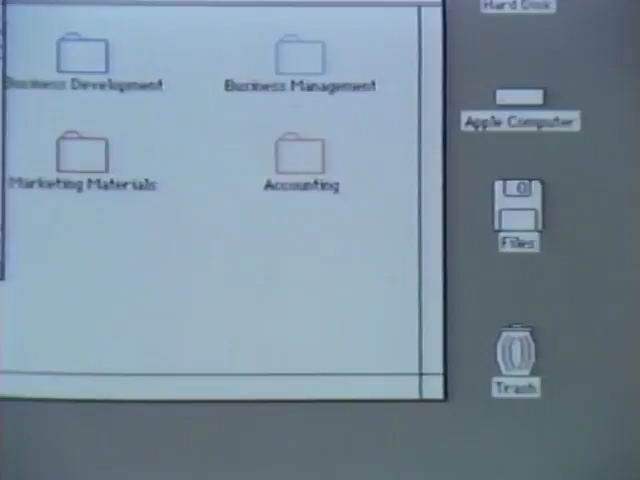 Hard Disk
Business Development
Business Management
Apple Computer
Marketing Materials
Accounting
Files
Trash